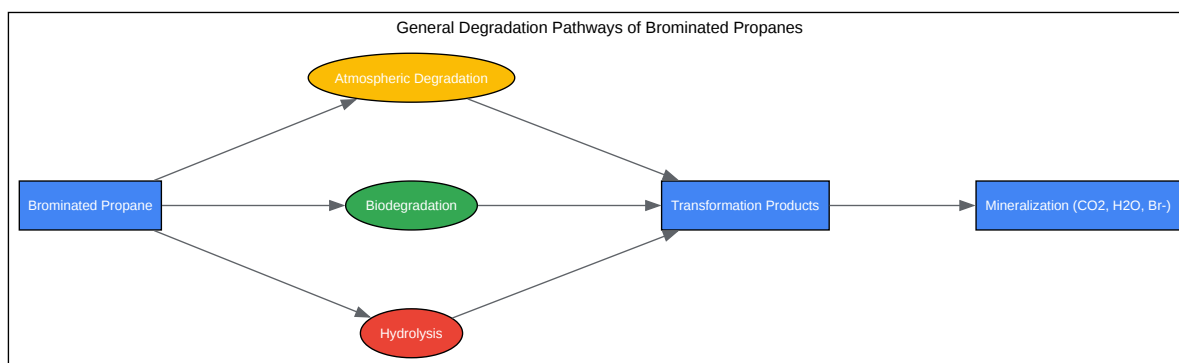 General Degradation Pathways of Brominated Propanes
Atmospheric Degradation
Brominated Propane
Biodegradation
Transformation Products
Mineralization (CO2, H2O, Br-)
Hydrolysis